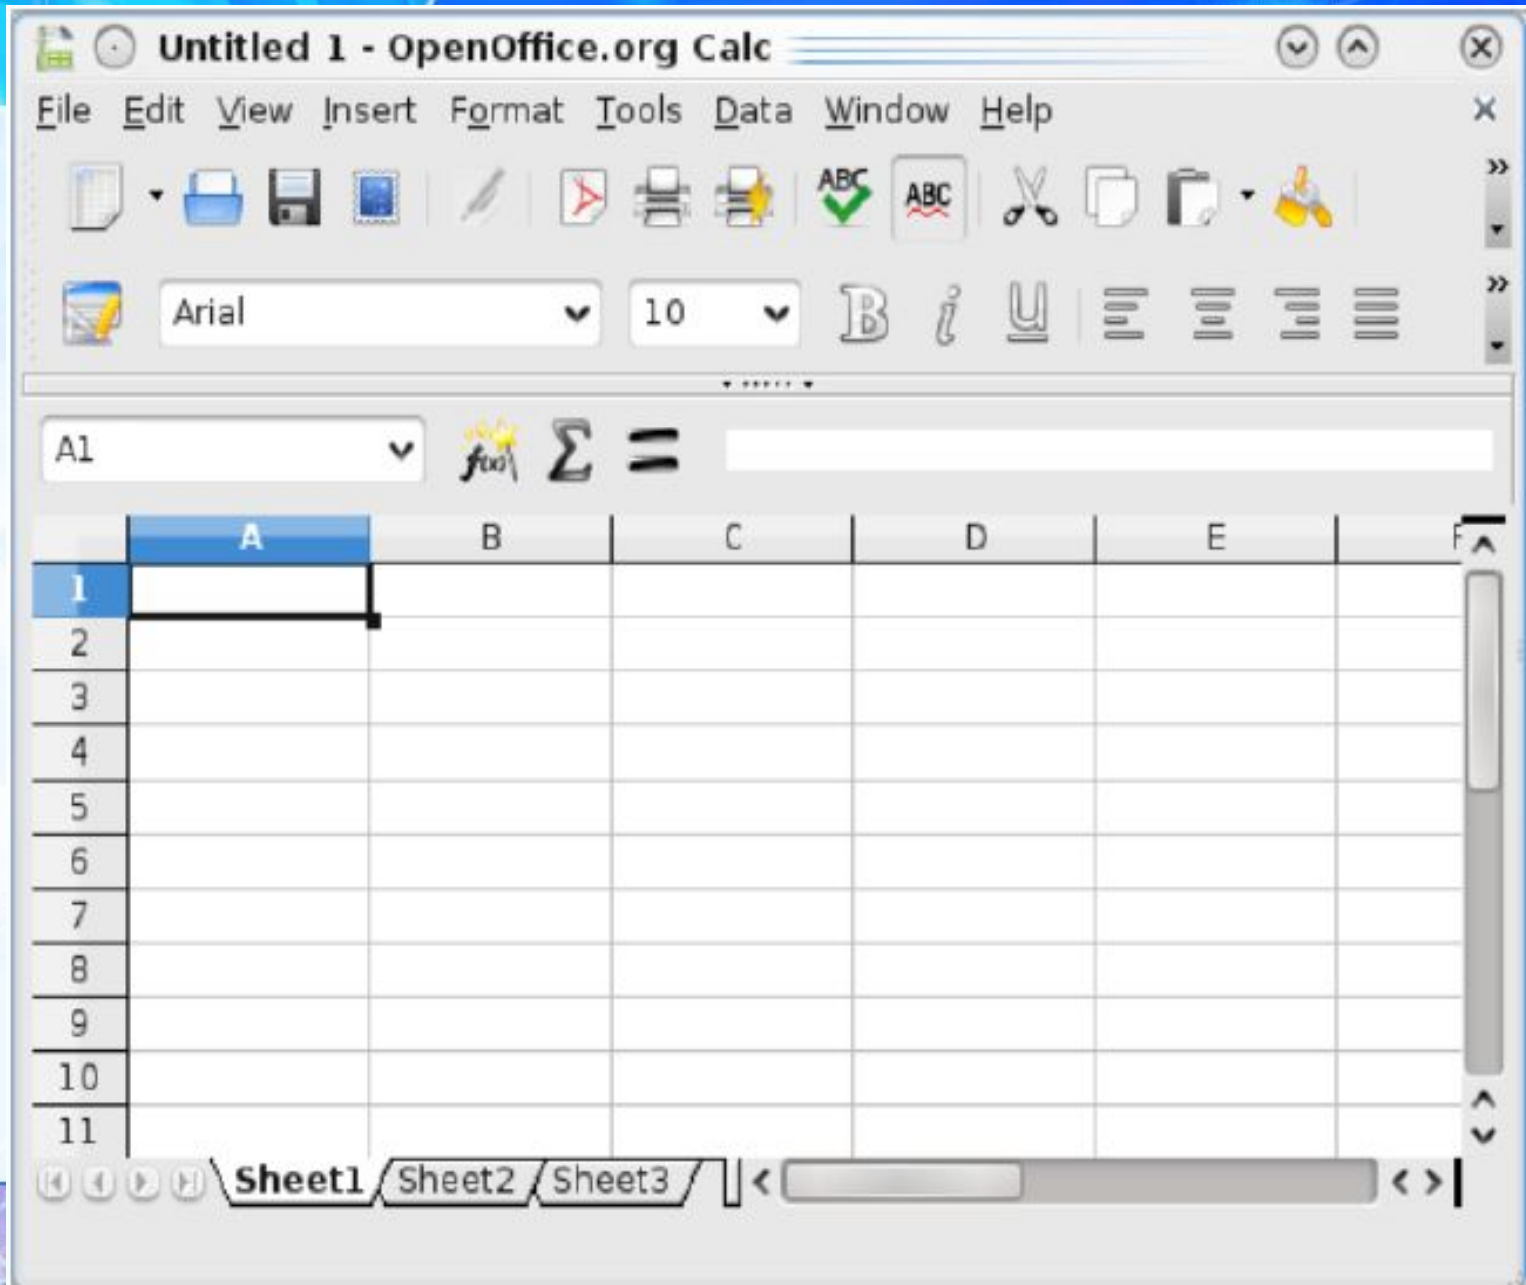 Untitled 1 - OpenOffice.org Calc
File Edit View Insert Format Tools Data Window Help
ABC ABC
Arial 10 B i U
A1 f(x) Σ =
A B C D E F
1
2
3
4
5
6
7
8
9
10
11
Sheet1 Sheet2 Sheet3